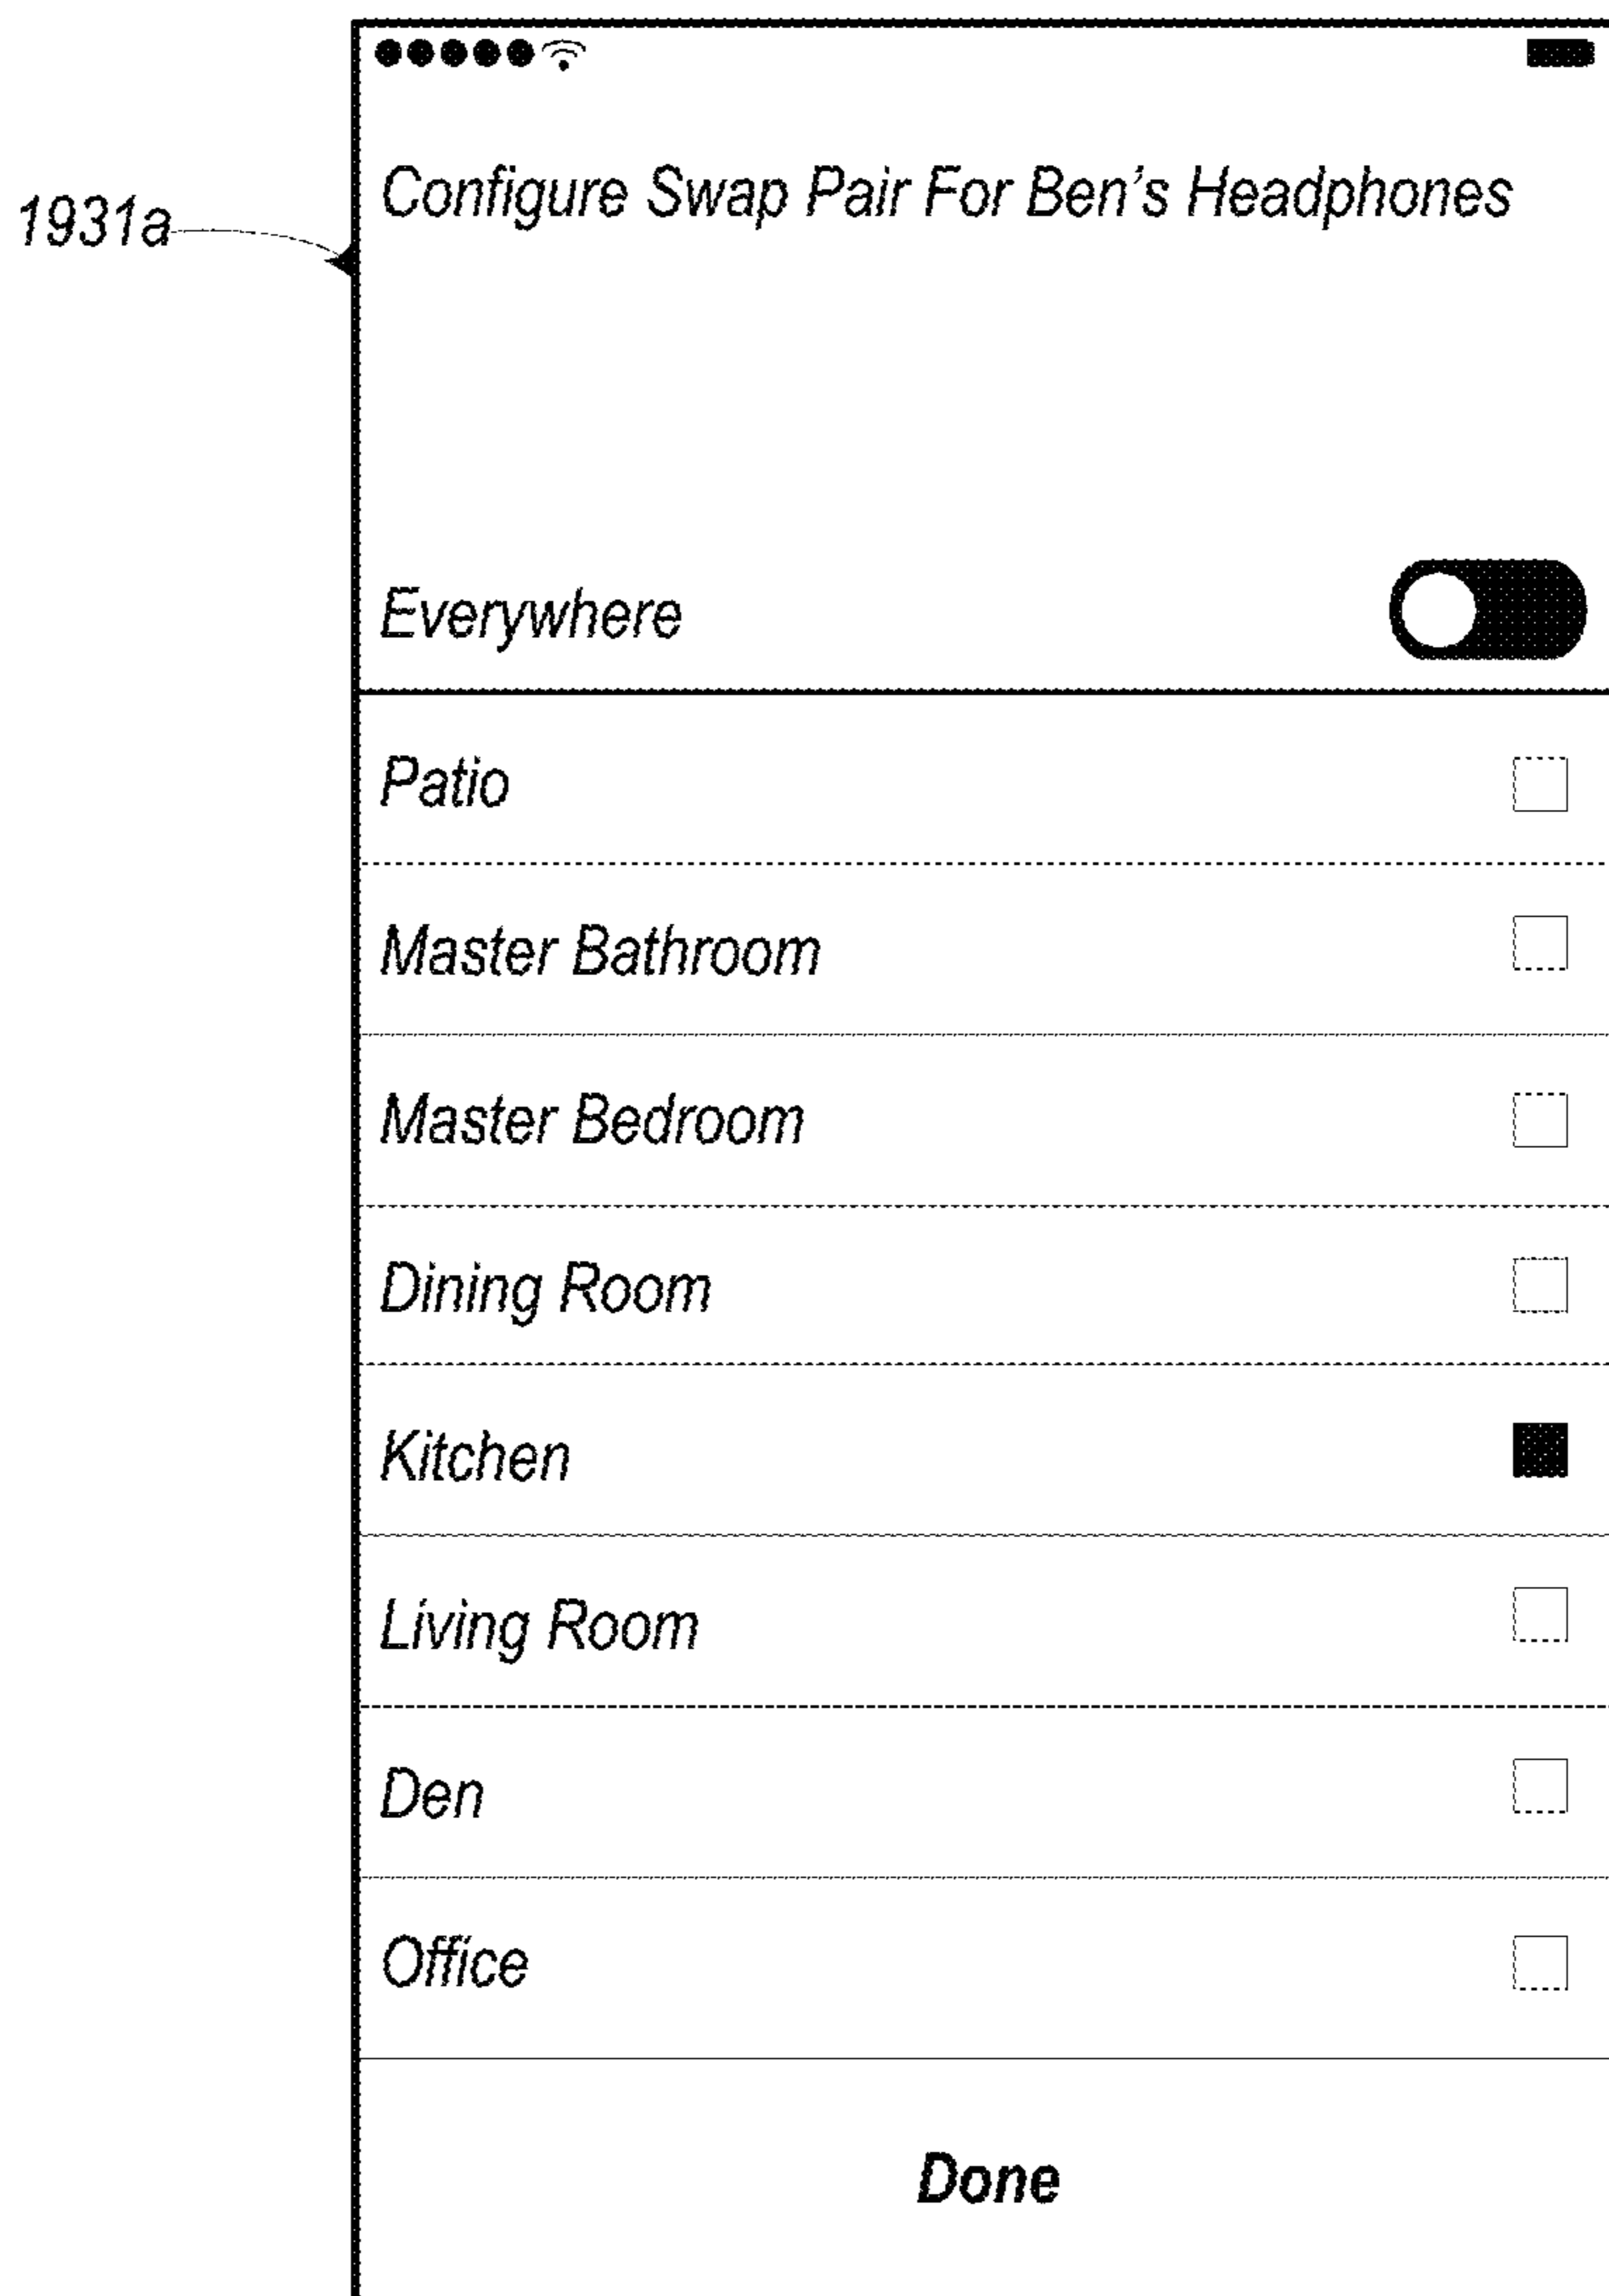 1931a
Configure Swap Pair For Ben's Headphones
Everywhere
Patio
Master Bathroom
Master Bedroom
Dining Room
Kitchen
Living Room
Den
Office
Done